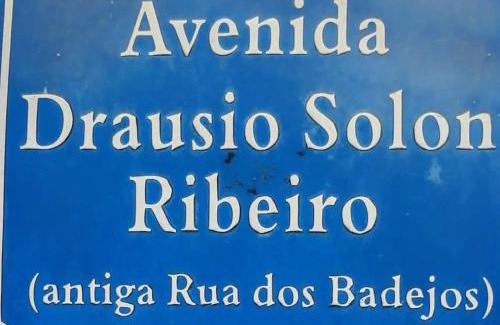 Avenida
Drausio Solon
Ribeiro
(antiga Rua dos Badejos)